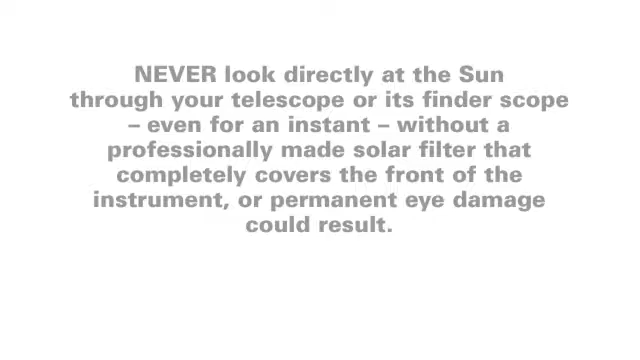 NEVER look directly at the Sun
through your telescope or its finder scope
– even for an instant – without a
professionally made solar filter that
completely covers the front of the
instrument, or permanent eye damage
could result.